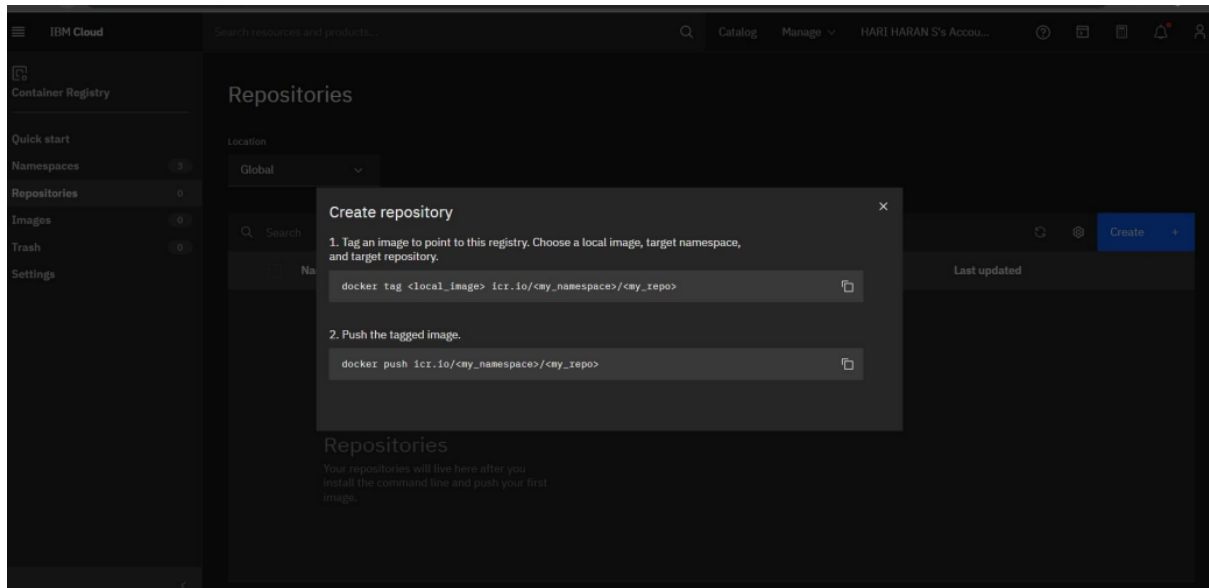 IBM Cloud
Search resources and products...
Catalog
Manage
HARI HARAN S's Accou...
Container Registry
Quick start
Namespaces 3
Repositories 0
Images 0
Trash 0
Settings
Repositories
Location
Global
Search
Create +
Na
Last updated
Create repository
1. Tag an image to point to this registry. Choose a local image, target namespace,
and target repository.
docker tag <local_image> icr.io/<my_namespace>/<my_repo>
2. Push the tagged image.
docker push icr.io/<my_namespace>/<my_repo>
Repositories
Your repositories will live here after you
install the command line and push your first
image.